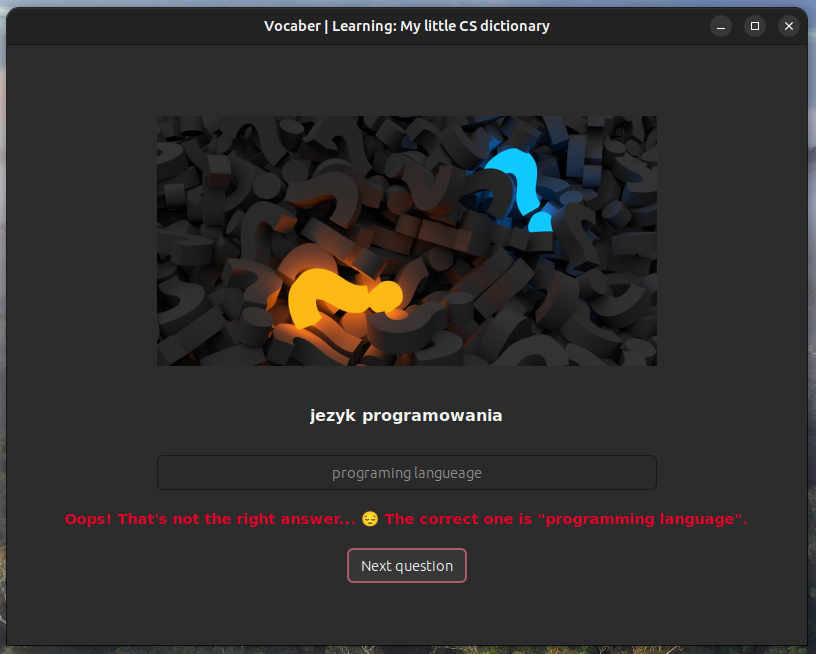 Vocaber | Learning: My little CS dictionary
jezyk programowania
programing langueage
Oops! That's not the right answer... 😔 The correct one is "programming language".
Next question